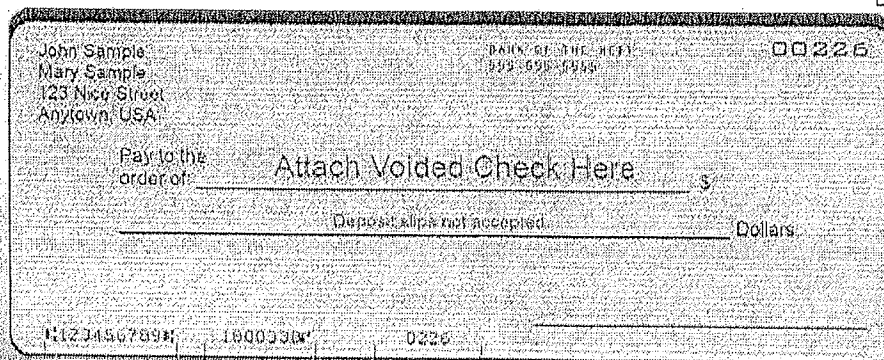 John Sample
Mary Sample
123 Nice Street
Anytown, USA
00226
Pay to the
order of:
Attach Voided Check Here
$
Deposit slips not accepted
Dollars
0226